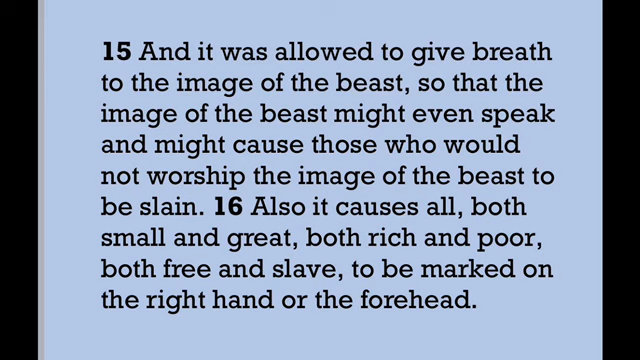 15 And it was allowed to give breath
to the image of the beast, so that the
image of the beast might even speak
and might cause those who would
not worship the image of the beast to
be slain. 16 Also it causes all, both
small and great, both rich and poor,
both free and slave, to be marked on
the right hand or the forehead.